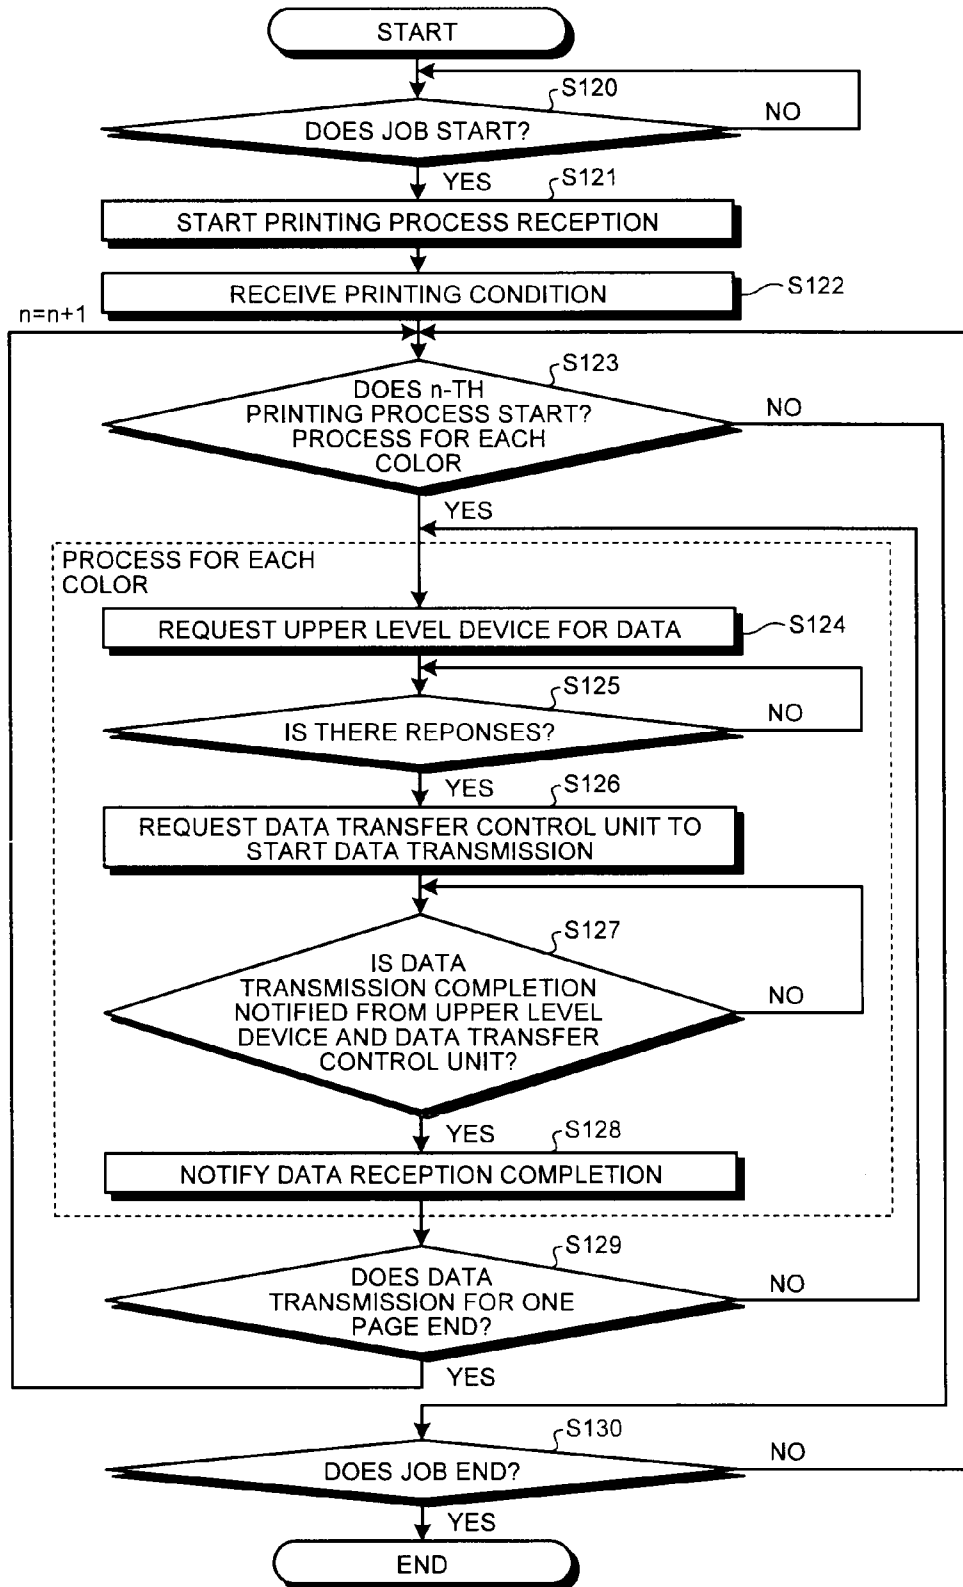 START
S120
DOES JOB START?
NO
YES
S121
START PRINTING PROCESS RECEPTION
RECEIVE PRINTING CONDITION
S122
n=n+1
S123
DOES n-TH
PRINTING PROCESS START?
PROCESS FOR EACH
COLOR
NO
YES
PROCESS FOR EACH
COLOR
REQUEST UPPER LEVEL DEVICE FOR DATA
S124
S125
IS THERE REPONSES?
NO
YES
S126
REQUEST DATA TRANSFER CONTROL UNIT TO
START DATA TRANSMISSION
S127
IS DATA
TRANSMISSION COMPLETION
NOTIFIED FROM UPPER LEVEL
DEVICE AND DATA TRANSFER
CONTROL UNIT?
NO
YES
S128
NOTIFY DATA RECEPTION COMPLETION
S129
DOES DATA
TRANSMISSION FOR ONE
PAGE END?
NO
YES
S130
DOES JOB END?
NO
YES
END